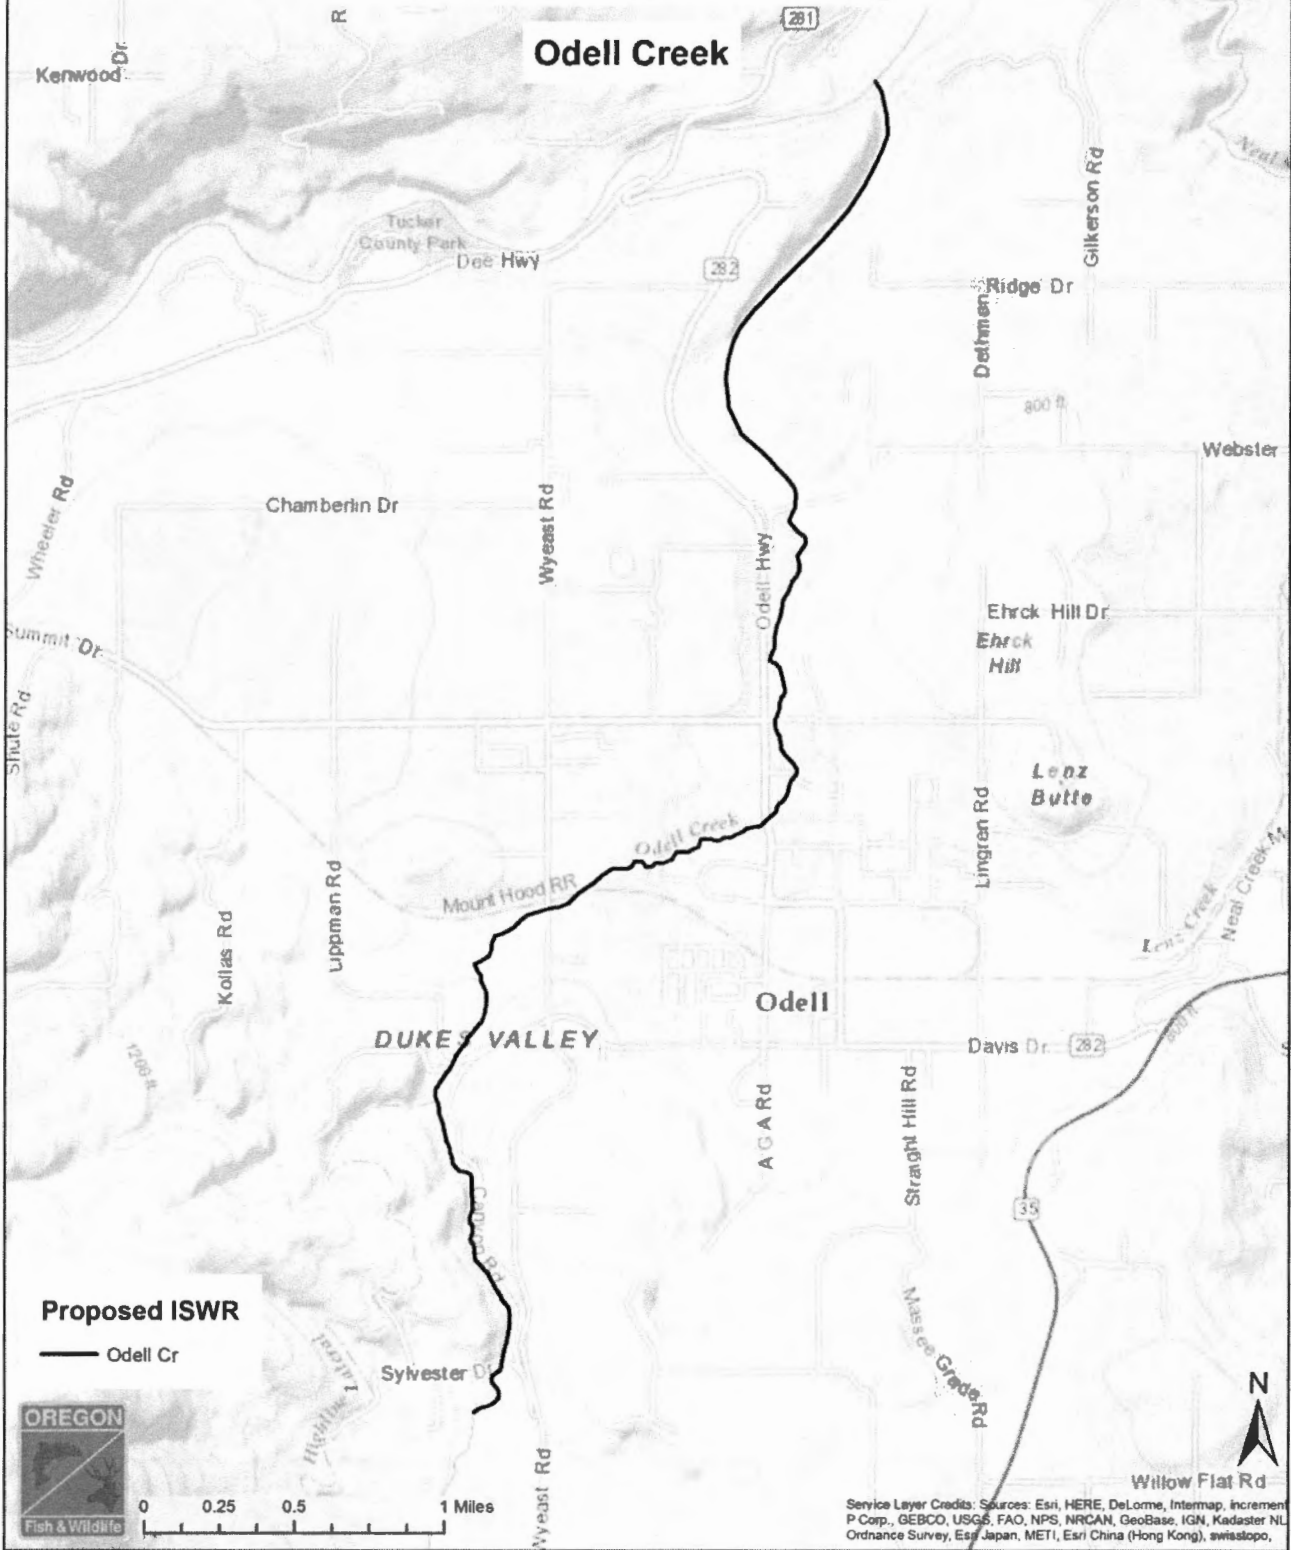 281
R
Odell Creek
Kenwood
Dr
Neal
Gilkerson Rd
Tucker
County Park
Dee Hwy
282
Ridge Dr
Dethman
800 ft
Webster
Wheeler Rd
Chamberlin Dr
Wyeast Rd
Odell Hwy
Ehrck Hill Dr
Ehrck
Hill
Summit Dr
Shute Rd
Lenz
Butte
Odell Creek
Lingren Rd
Mount Hood RR
Lippman Rd
Kollas Rd
Lenz Creek
Neal Creek M
Odell
DUKES VALLEY
1200 ft
800 ft
Davis Dr
282
S
A G A Rd
Straight Hill Rd
35
Canyon Rd
Massee Grade Rd
Proposed ISWR
Odell Cr
Highline Lateral
1
Sylvester Dr
OREGON
Fish & Wildlife
0 0.25 0.5 1 Miles
Wyeast Rd
N
Willow Flat Rd
Service Layer Credits: Sources: Esri, HERE, DeLorme, Intermap, increment
P Corp., GEBCO, USGS, FAO, NPS, NRCAN, GeoBase, IGN, Kadaster NL,
Ordnance Survey, Esri Japan, METI, Esri China (Hong Kong), swisstopo,